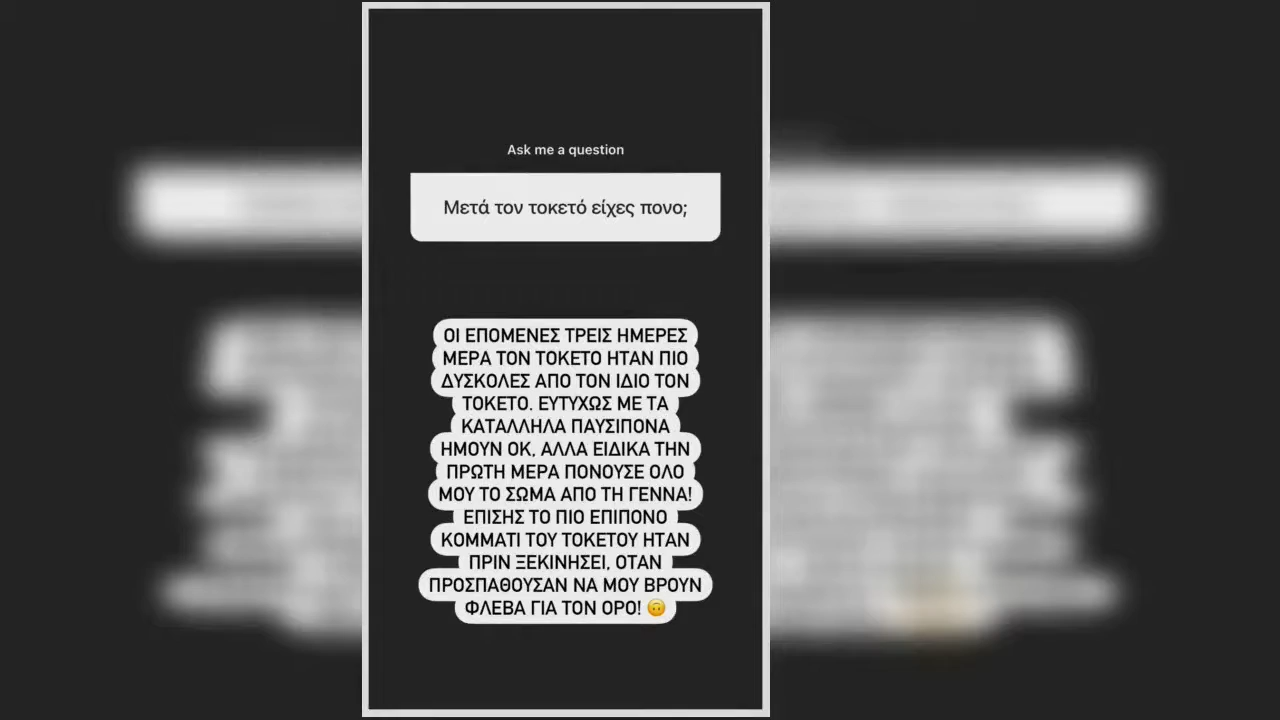 Ask me a question
Μετά τον τοκετό είχες πονο;
ΟΙ ΕΠΟΜΕΝΕΣ ΤΡΕΙΣ ΗΜΕΡΕΣ
ΜΕΡΑ ΤΟΝ ΤΟΚΕΤΟ ΗΤΑΝ ΠΙΟ
ΔΥΣΚΟΛΕΣ ΑΠΟ ΤΟΝ ΙΔΙΟ ΤΟΝ
ΤΟΚΕΤΟ. ΕΥΤΥΧΩΣ ΜΕ ΤΑ
ΚΑΤΑΛΛΗΛΑ ΠΑΥΣΙΠΟΝΑ
ΗΜΟΥΝ ΟΚ, ΑΛΛΑ ΕΙΔΙΚΑ ΤΗΝ
ΠΡΩΤΗ ΜΕΡΑ ΠΟΝΟΥΣΕ ΟΛΟ
ΜΟΥ ΤΟ ΣΩΜΑ ΑΠΟ ΤΗ ΓΕΝΝΑ!
ΕΠΙΣΗΣ ΤΟ ΠΙΟ ΕΠΙΠΟΝΟ
ΚΟΜΜΑΤΙ ΤΟΥ ΤΟΚΕΤΟΥ ΗΤΑΝ
ΠΡΙΝ ΞΕΚΙΝΗΣΕΙ, ΟΤΑΝ
ΠΡΟΣΠΑΘΟΥΣΑΝ ΝΑ ΜΟΥ ΒΡΟΥΝ
ΦΛΕΒΑ ΓΙΑ ΤΟΝ ΟΡΟ! 🙃